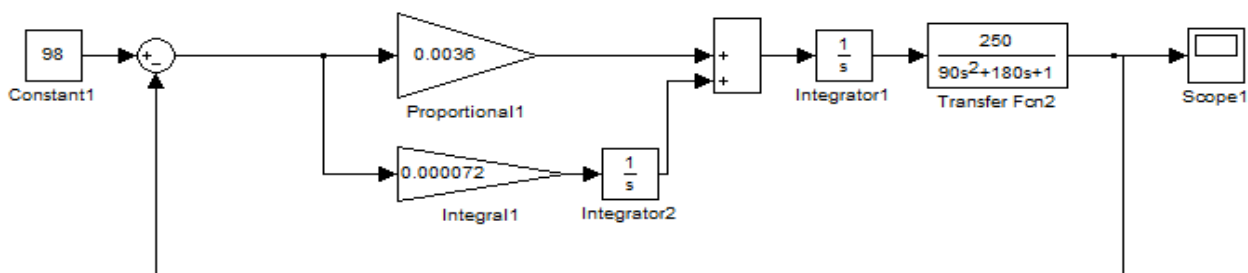 98
Constant1
+
−
0.0036
Proportional1
0.000072
Integral1
1
s
Integrator2
+
+
1
s
Integrator1
250
90s²+180s+1
Transfer Fcn2
Scope1